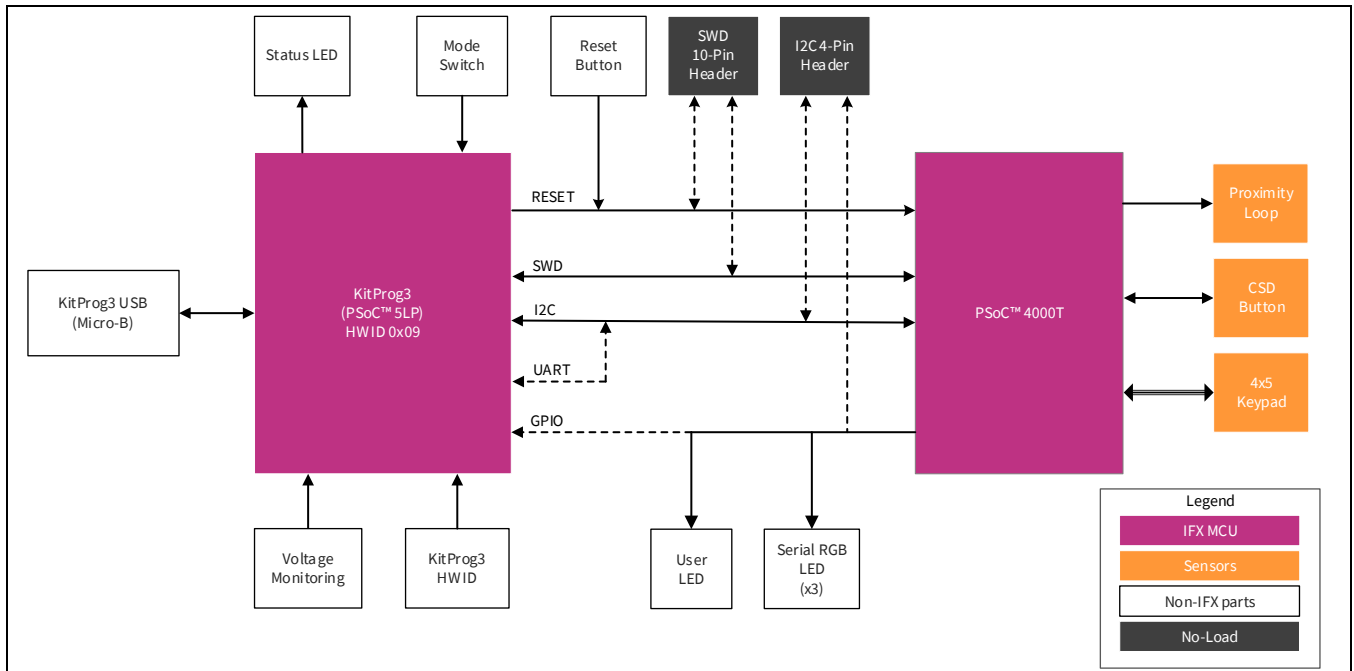 Status LED
Mode
Switch
Reset
Button
SWD
10-Pin
Header
I2C 4-Pin
Header
RESET
SWD
I2C
UART
GPIO
KitProg3 USB
(Micro-B)
KitProg3
(PSoC™ 5LP)
HWID 0x09
PSoC™ 4000T
Proximity
Loop
CSD
Button
4x5
Keypad
Voltage
Monitoring
KitProg3
HWID
User
LED
Serial RGB
LED
(x3)
Legend
IFX MCU
Sensors
Non-IFX parts
No-Load